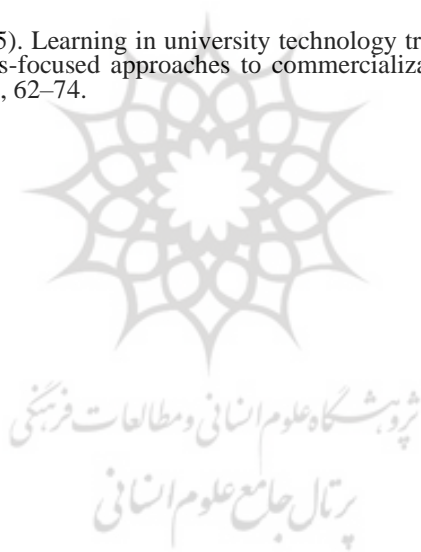 5). Learning in university technology tr
s-focused approaches to commercializa
, 62–74.
پژوهشگاه علوم انسانی و مطالعات فرهنگی
پرتال جامع علوم انسانی